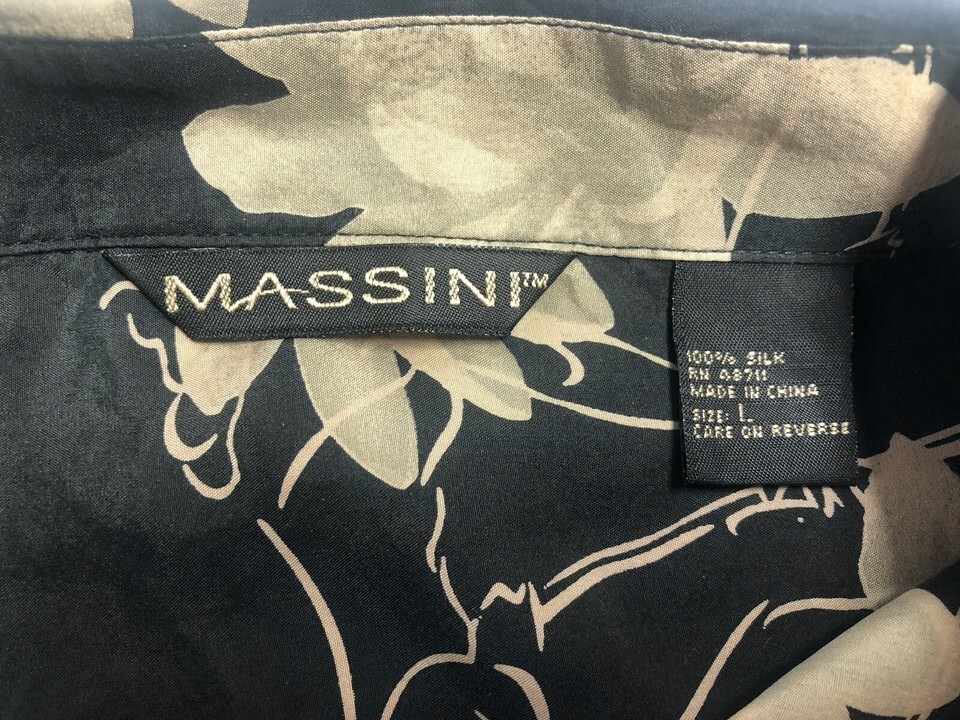 MASSINI™
100% SILK
RN 48711
MADE IN CHINA
SIZE: L
CARE ON REVERSE